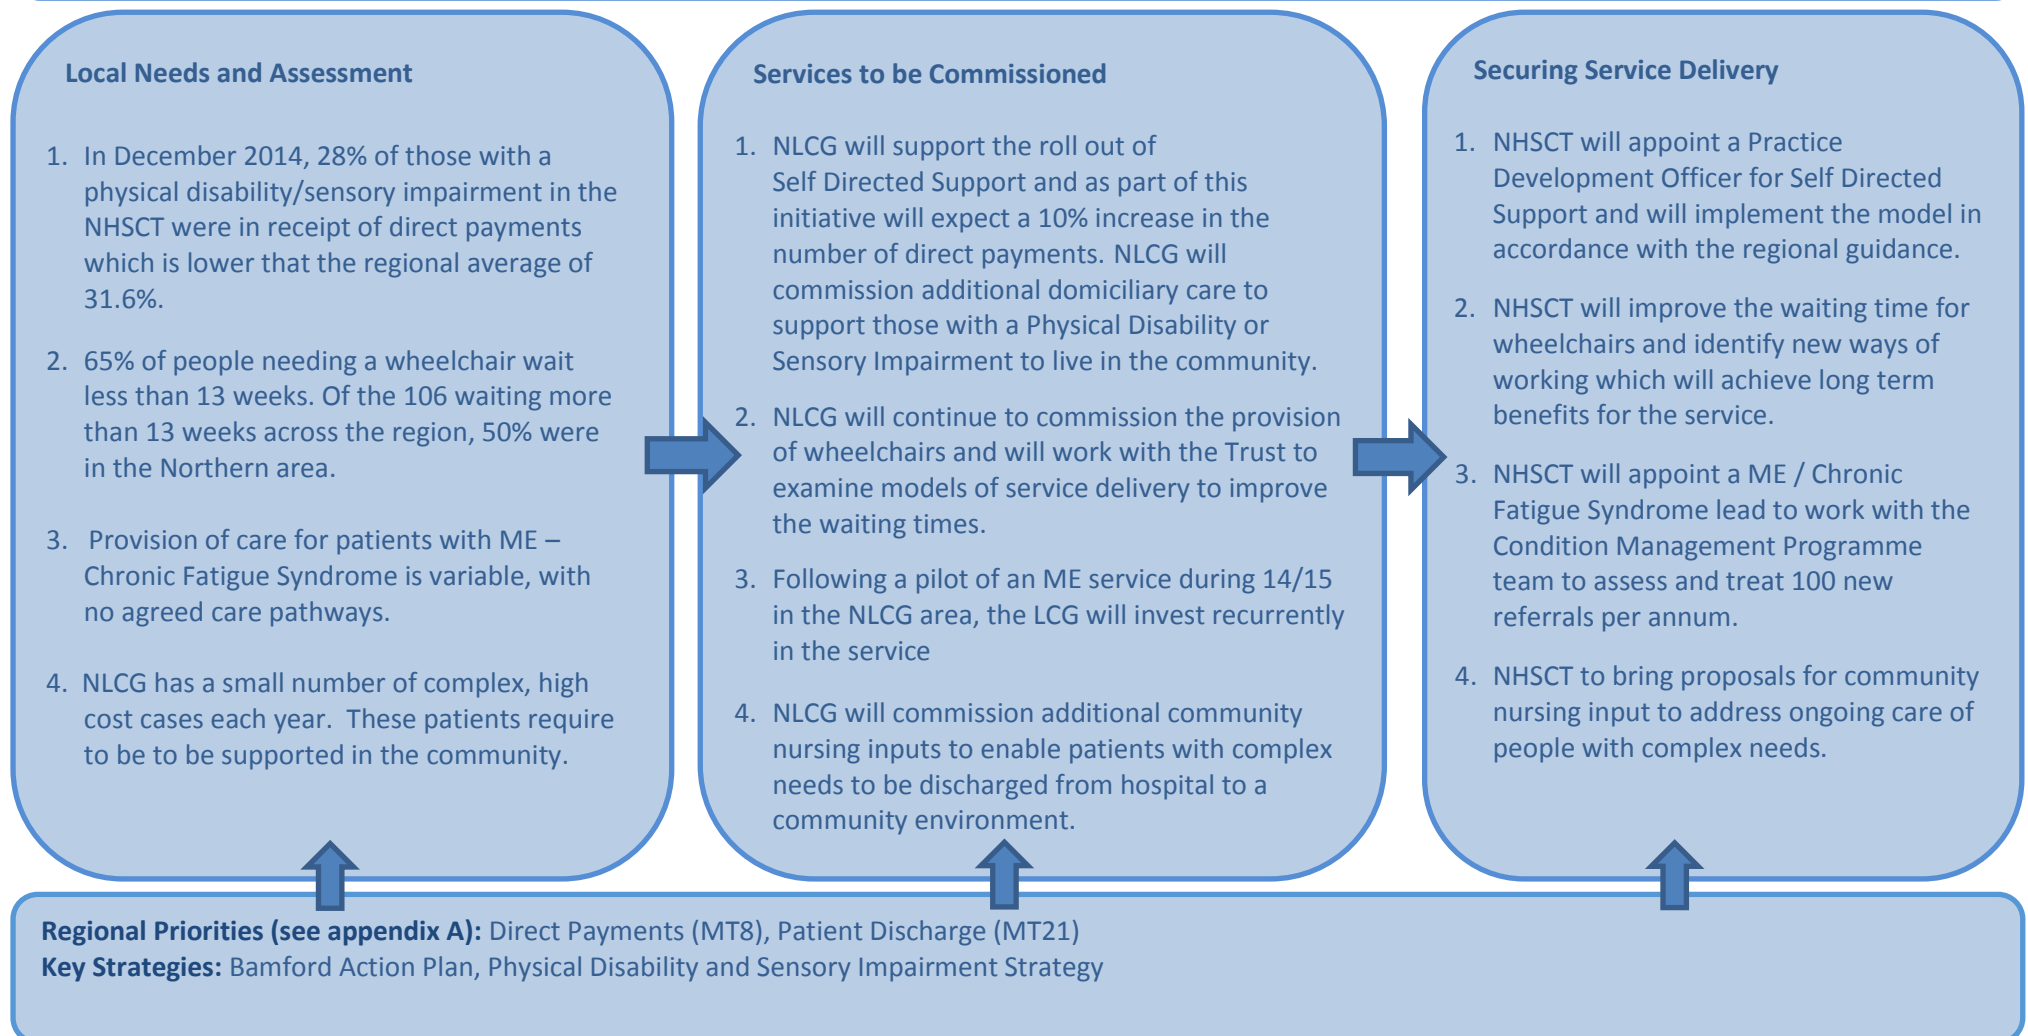 Local Needs and Assessment
1. In December 2014, 28% of those with a
physical disability/sensory impairment in the
NHSCT were in receipt of direct payments
which is lower that the regional average of
31.6%.
2. 65% of people needing a wheelchair wait
less than 13 weeks. Of the 106 waiting more
than 13 weeks across the region, 50% were
in the Northern area.
3. Provision of care for patients with ME –
Chronic Fatigue Syndrome is variable, with
no agreed care pathways.
4. NLCG has a small number of complex, high
cost cases each year. These patients require
to be to be supported in the community.
Services to be Commissioned
1. NLCG will support the roll out of
Self Directed Support and as part of this
initiative will expect a 10% increase in the
number of direct payments. NLCG will
commission additional domiciliary care to
support those with a Physical Disability or
Sensory Impairment to live in the community.
2. NLCG will continue to commission the provision
of wheelchairs and will work with the Trust to
examine models of service delivery to improve
the waiting times.
3. Following a pilot of an ME service during 14/15
in the NLCG area, the LCG will invest recurrently
in the service
4. NLCG will commission additional community
nursing inputs to enable patients with complex
needs to be discharged from hospital to a
community environment.
Securing Service Delivery
1. NHSCT will appoint a Practice
Development Officer for Self Directed
Support and will implement the model in
accordance with the regional guidance.
2. NHSCT will improve the waiting time for
wheelchairs and identify new ways of
working which will achieve long term
benefits for the service.
3. NHSCT will appoint a ME / Chronic
Fatigue Syndrome lead to work with the
Condition Management Programme
team to assess and treat 100 new
referrals per annum.
4. NHSCT to bring proposals for community
nursing input to address ongoing care of
people with complex needs.
Regional Priorities (see appendix A): Direct Payments (MT8), Patient Discharge (MT21)
Key Strategies: Bamford Action Plan, Physical Disability and Sensory Impairment Strategy